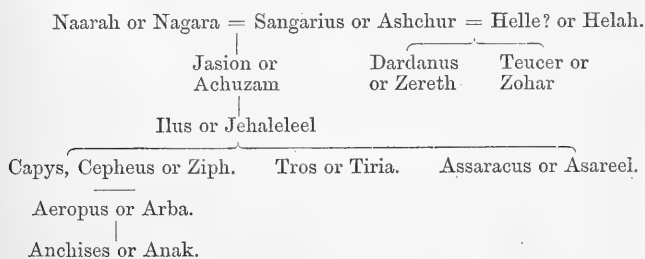 Naarah or Nagara = Sangarius or Ashchur = Helle? or Helah.
Jasion or Dardanus Teucer or
Achuzam or Zereth Zohar
Ilus or Jehaleleel
Capys, Cepheus or Ziph. Tros or Tiria. Assaracus or Asareel.
Aeropus or Arba.
Anchises or Anak.